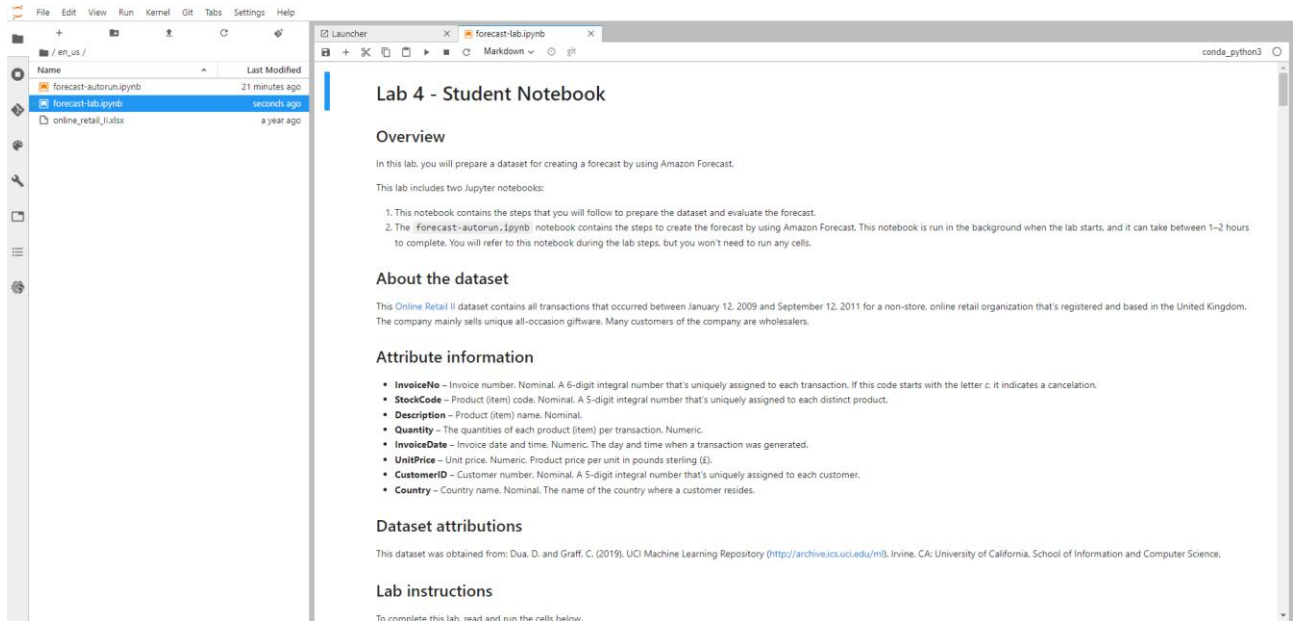 File Edit View Run Kernel Git Tabs Settings Help
/ en_us /
Name Last Modified
forecast-autorun.ipynb 21 minutes ago
forecast-lab.ipynb seconds ago
online_retail_II.xlsx a year ago
Launcher
forecast-lab.ipynb
Markdown git conda_python3
Lab 4 - Student Notebook
Overview
In this lab, you will prepare a dataset for creating a forecast by using Amazon Forecast.
This lab includes two Jupyter notebooks:
1. This notebook contains the steps that you will follow to prepare the dataset and evaluate the forecast.
2. The forecast-autorun.ipynb notebook contains the steps to create the forecast by using Amazon Forecast. This notebook is run in the background when the lab starts, and it can take between 1–2 hours
to complete. You will refer to this notebook during the lab steps, but you won't need to run any cells.
About the dataset
This Online Retail II dataset contains all transactions that occurred between January 12, 2009 and September 12, 2011 for a non-store, online retail organization that's registered and based in the United Kingdom.
The company mainly sells unique all-occasion giftware. Many customers of the company are wholesalers.
Attribute information
• InvoiceNo – Invoice number. Nominal. A 6-digit integral number that's uniquely assigned to each transaction. If this code starts with the letter c, it indicates a cancelation.
• StockCode – Product (item) code. Nominal. A 5-digit integral number that's uniquely assigned to each distinct product.
• Description – Product (item) name. Nominal.
• Quantity – The quantities of each product (item) per transaction. Numeric.
• InvoiceDate – Invoice date and time. Numeric. The day and time when a transaction was generated.
• UnitPrice – Unit price. Numeric. Product price per unit in pounds sterling (£).
• CustomerID – Customer number. Nominal. A 5-digit integral number that's uniquely assigned to each customer.
• Country – Country name. Nominal. The name of the country where a customer resides.
Dataset attributions
This dataset was obtained from: Dua, D. and Graff, C. (2019). UCI Machine Learning Repository (http://archive.ics.uci.edu/ml). Irvine, CA: University of California, School of Information and Computer Science.
Lab instructions
To complete this lab, read and run the cells below.